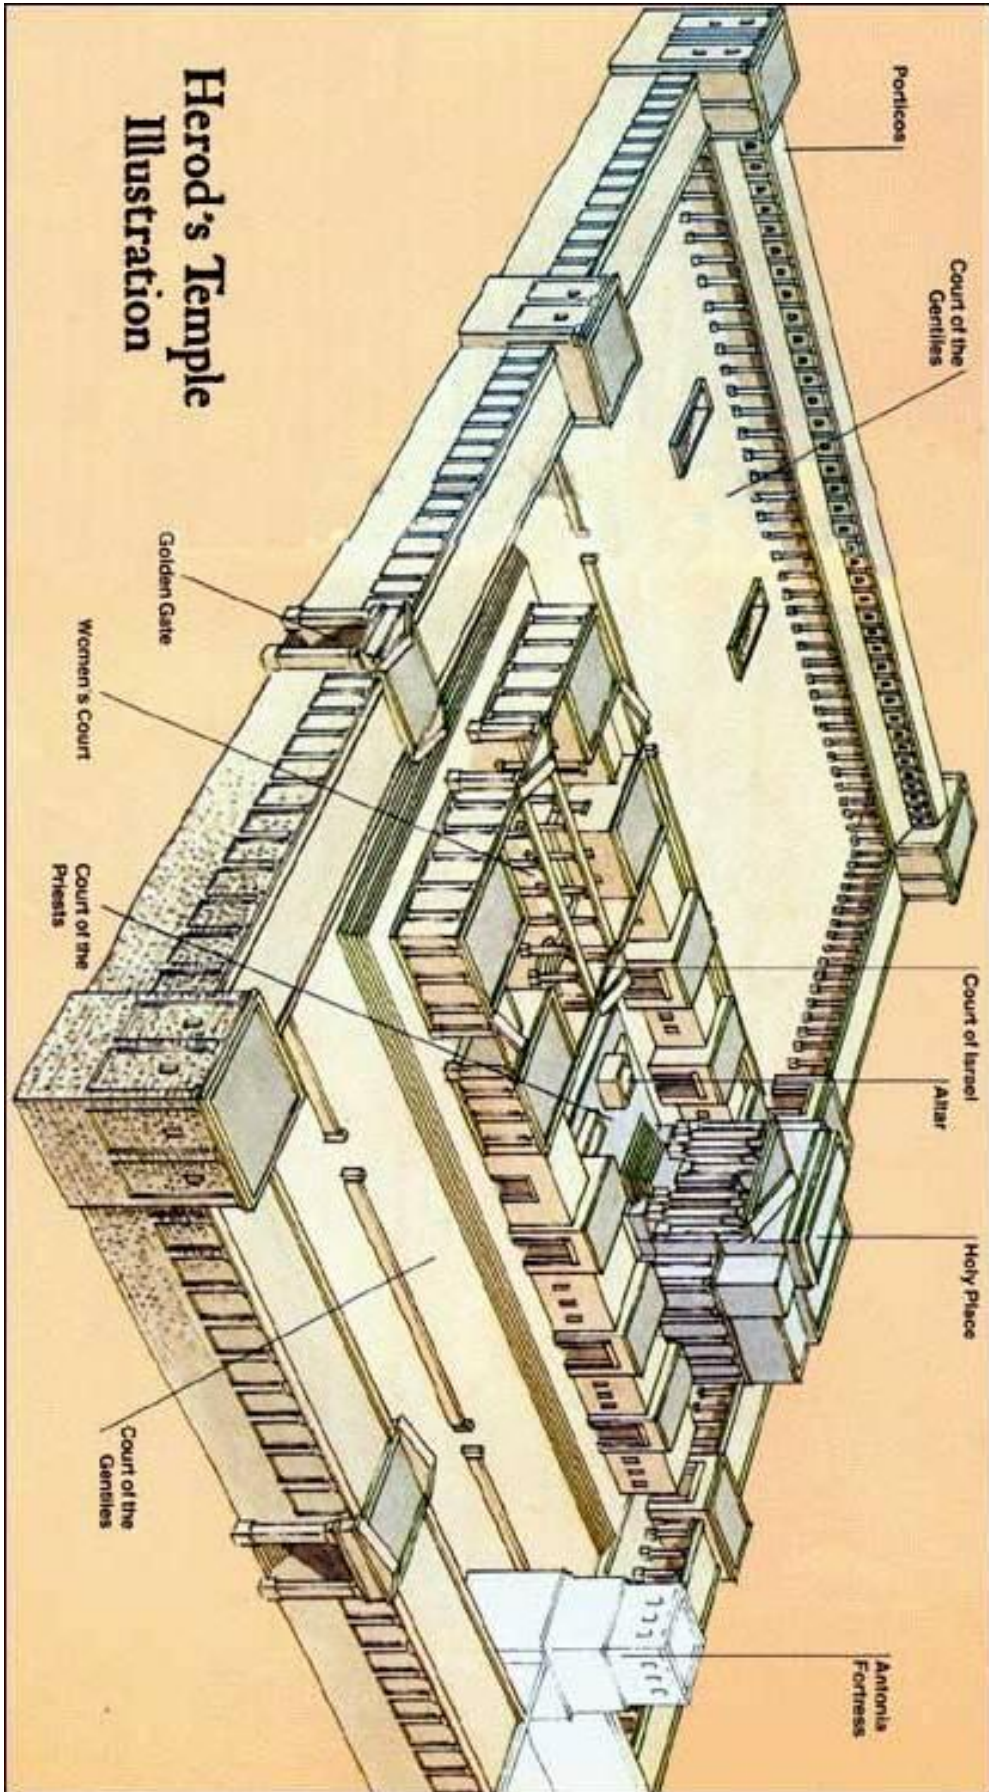 Porticos
Court of the
Gentiles
Court of Israel
Altar
Holy Place
Antonia
Fortress
Herod's Temple
Illustration
Golden Gate
Women's Court
Court of the
Priests
Court of the
Gentiles